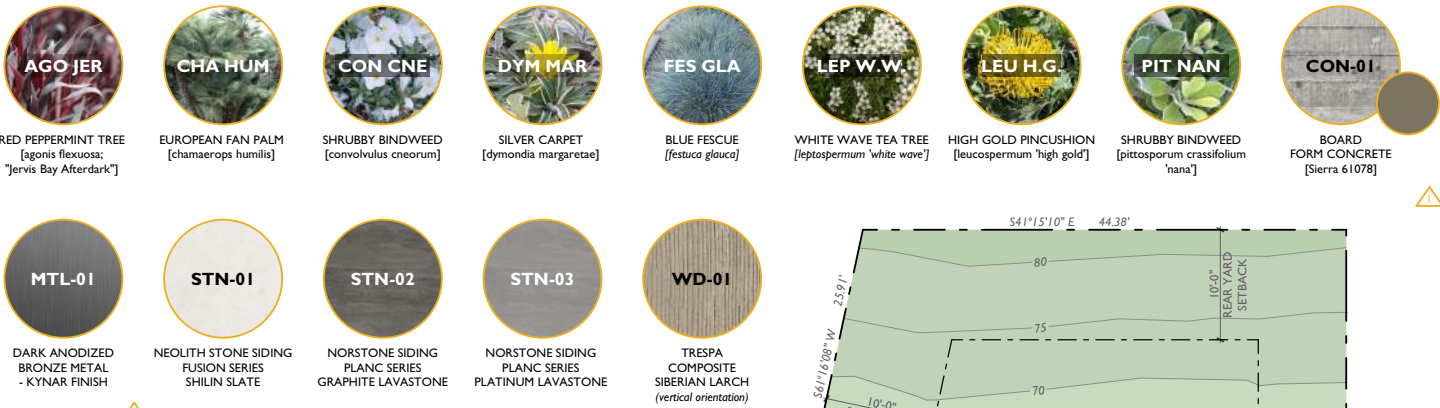 AGO JER
RED PEPPERMINT TREE
[agonis flexuosa;
"Jervis Bay Afterdark"]
CHA HUM
EUROPEAN FAN PALM
[chamaerops humilis]
CON CNE
SHRUBBY BINDWEED
[convolvulus cneorum]
DYM MAR
SILVER CARPET
[dymondia margaretae]
FES GLA
BLUE FESCUE
[festuca glauca]
LEP W.W.
WHITE WAVE TEA TREE
[leptospermum 'white wave']
LEU H.G.
HIGH GOLD PINCUSHION
[leucospermum 'high gold']
PIT NAN
SHRUBBY BINDWEED
[pittosporum crassifolium
'nana']
CON-01
BOARD
FORM CONCRETE
[Sierra 61078]
1
MTL-01
DARK ANODIZED
BRONZE METAL
- KYNAR FINISH
STN-01
NEOLITH STONE SIDING
FUSION SERIES
SHILIN SLATE
STN-02
NORSTONE SIDING
PLANC SERIES
GRAPHITE LAVASTONE
STN-03
NORSTONE SIDING
PLANC SERIES
PLATINUM LAVASTONE
WD-01
TRESPA
COMPOSITE
SIBERIAN LARCH
(vertical orientation)
S41°15'10" E 44.38'
80
10'-0"
REAR YARD
SETBACK
25.91'
75
S61°16'08" W
70
10'-0"